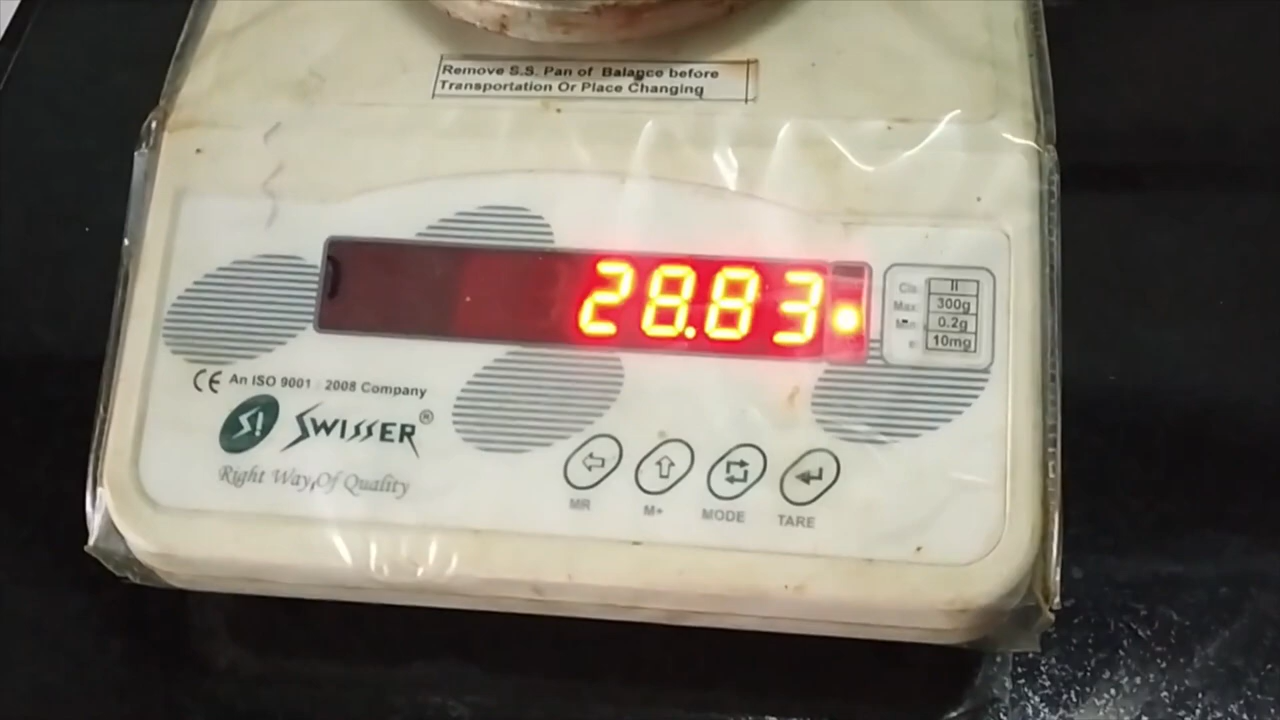 Remove S.S. Pan of Balance before
Transportation Or Place Changing
28.83
Cls II
Max 300g
Min 0.2g
e: 10mg
CE An ISO 9001 : 2008 Company
S! SWISSER®
Right Way Of Quality
MR M+ MODE TARE